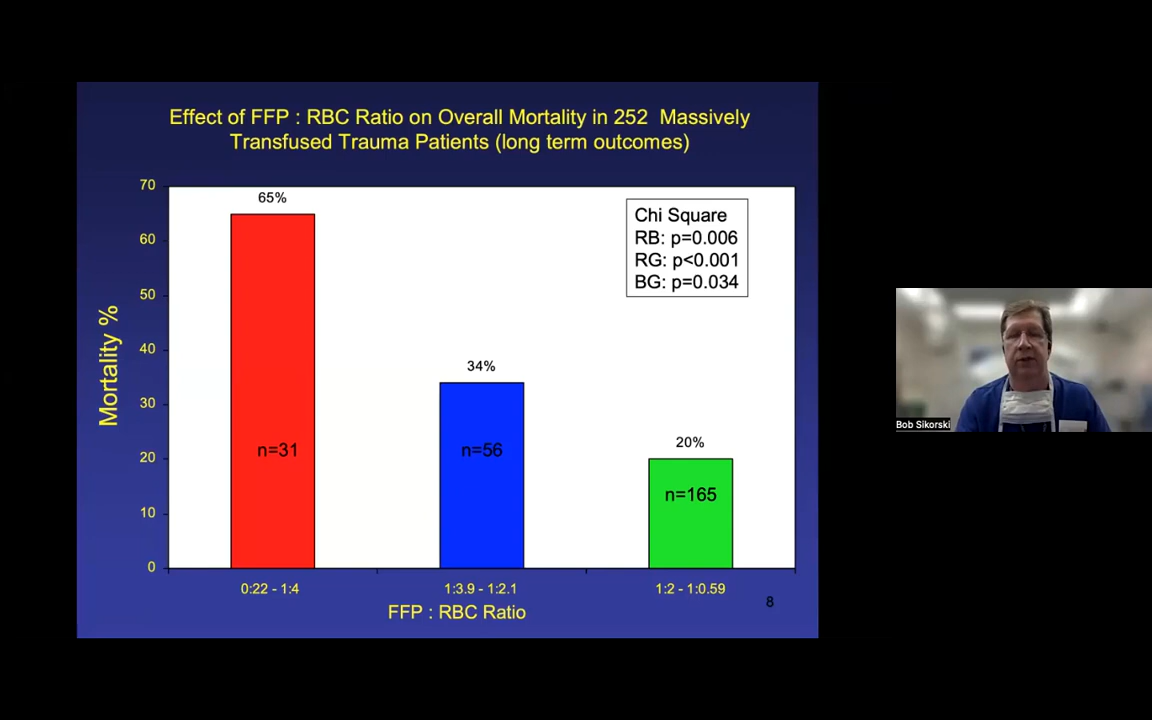 Effect of FFP : RBC Ratio on Overall Mortality in 252 Massively
Transfused Trauma Patients (long term outcomes)
70
60
50
40
30
20
10
0
Mortality %
65%
n=31
34%
n=56
20%
n=165
Chi Square
RB: p=0.006
RG: p<0.001
BG: p=0.034
0:22 - 1:4
1:3.9 - 1:2.1
1:2 - 1:0.59
FFP : RBC Ratio
8
Bob Sikorski